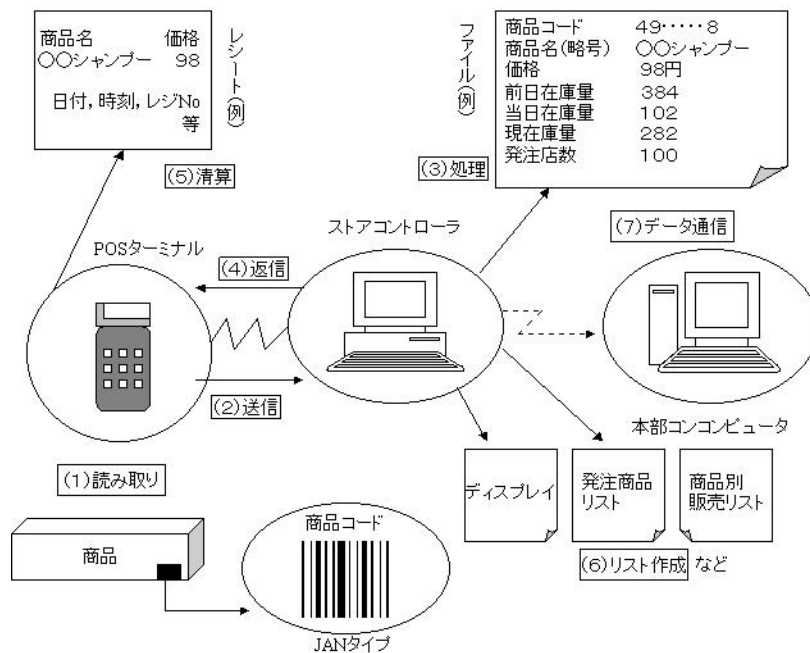 商品名 価格
○○シャンプー 98
日付,時刻,レジNo
等
レシート(例)
(5)清算
ファイル(例)
商品コード 49‥‥‥8
商品名(略号) ○○シャンプー
価格 98円
前日在庫量 384
当日在庫量 102
現在庫量 282
発注店数 100
(3)処理
POSターミナル
(4)返信
(2)送信
ストアコントローラ
(7)データ通信
本部コンコンピュータ
(1)読み取り
商品
商品コード
JANタイプ
ディスプレイ
発注商品
リスト
商品別
販売リスト
(6)リスト作成 など